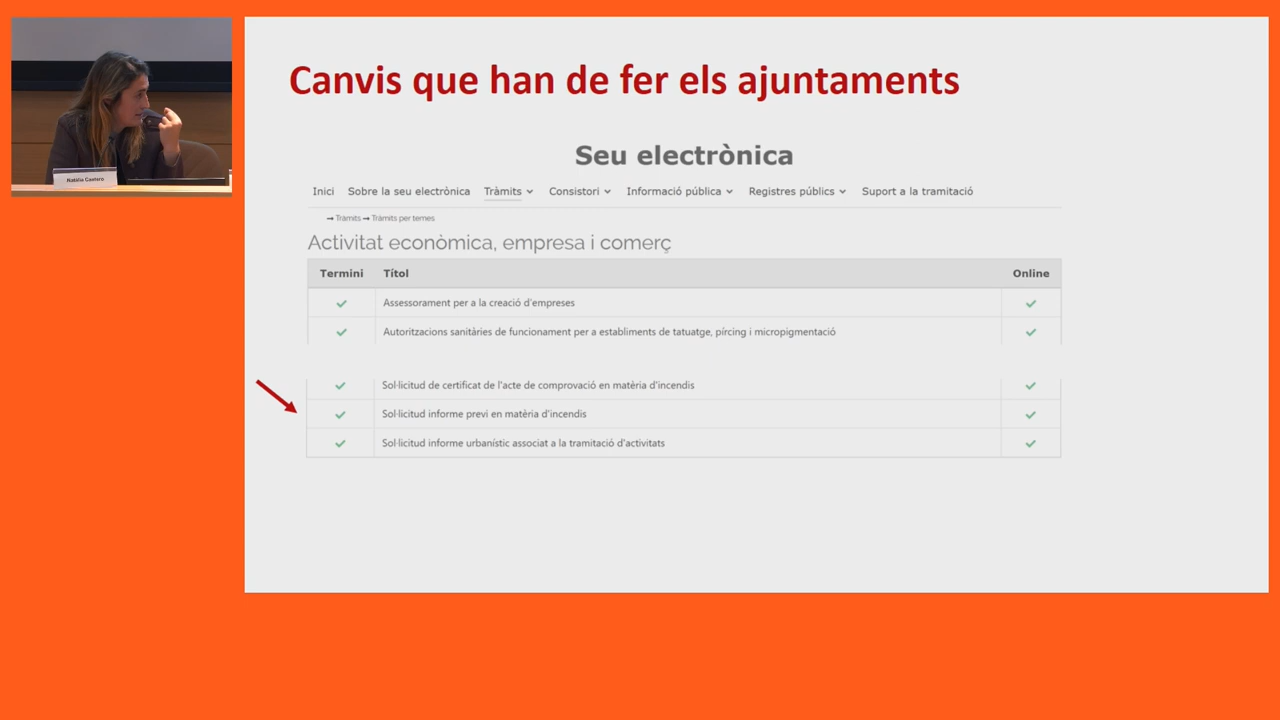 Canvis que han de fer els ajuntaments
Seu electrònica
Inici Sobre la seu electrònica Tràmits Consistori Informació pública Registres públics Suport a la tramitació
→ Tràmits → Tràmits per temes
Activitat econòmica, empresa i comerç
Termini Títol Online
Assessorament per a la creació d'empreses
Autoritzacions sanitàries de funcionament per a establiments de tatuatge, pírcing i micropigmentació
Sol·licitud de certificat de l'acte de comprovació en matèria d'incendis
Sol·licitud informe previ en matèria d'incendis
Sol·licitud informe urbanístic associat a la tramitació d'activitats
Natàlia